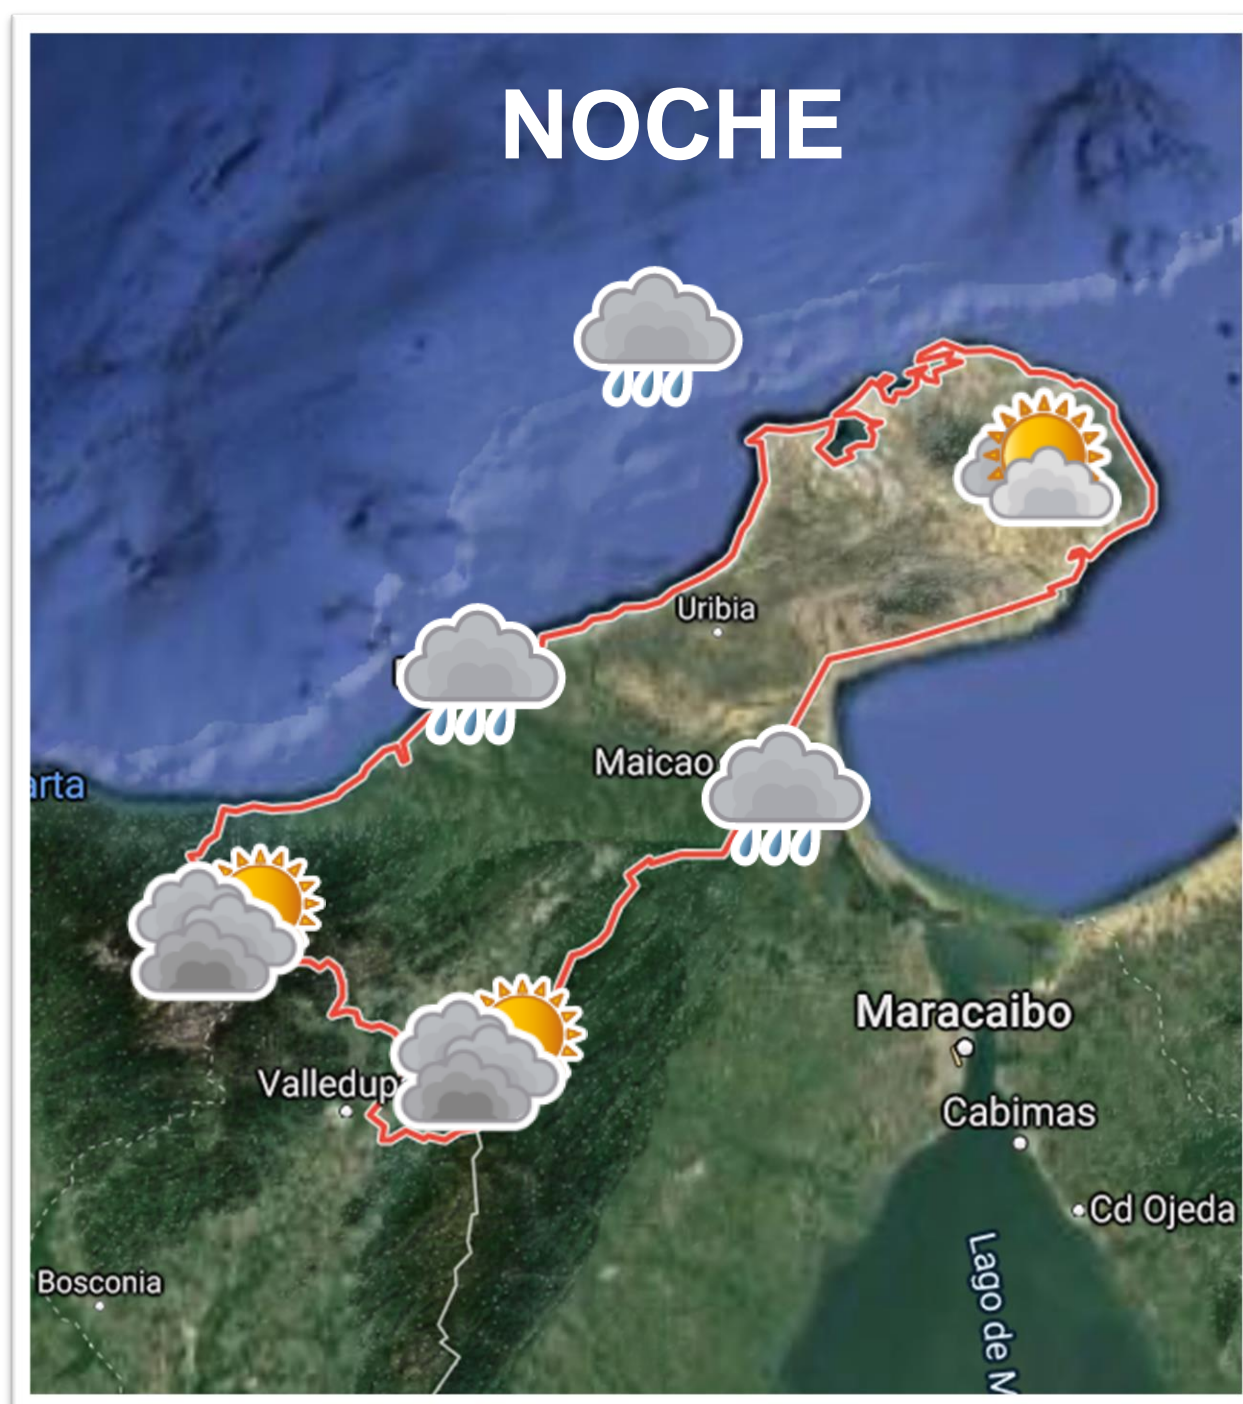 NOCHE
Uribia
Maicao
arta
Maracaibo
Valledup
Cabimas
Cd Ojeda
Lago de M
Bosconia